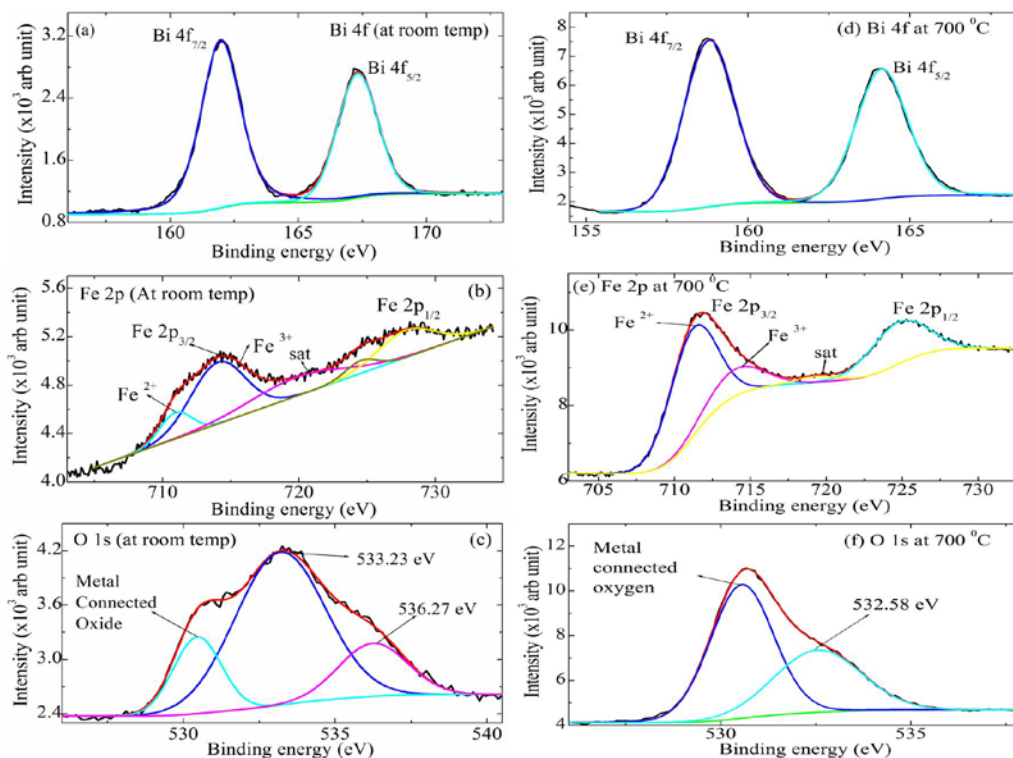 (a)
Bi 4f7/2
Bi 4f (at room temp)
Bi 4f5/2
Intensity (x10³ arb unit)
3.2
2.4
1.6
0.8
160
165
170
Binding energy (eV)
(d) Bi 4f at 700 °C
Bi 4f7/2
Bi 4f5/2
Intensity (x10³ arb unit)
8
7
6
5
4
3
2
155
160
165
Binding energy (eV)
Fe 2p (At room temp)
(b)
Fe 2p3/2
Fe 3+
sat
Fe 2p1/2
Fe 2+
Intensity (x10³ arb unit)
5.6
5.2
4.8
4.4
4.0
710
720
730
Binding energy (eV)
(e) Fe 2p at 700 °C
Fe 2p3/2
Fe 2+
Fe 3+
sat
Fe 2p1/2
Intensity (x10³ arb unit)
10
8
6
705
710
715
720
725
730
Binding energy (eV)
O 1s (at room temp)
(c)
533.23 eV
Metal
Connected
Oxide
536.27 eV
Intensity (x10³ arb unit)
4.2
3.6
3.0
2.4
530
535
540
Binding energy (eV)
(f) O 1s at 700 °C
Metal
connected
oxygen
532.58 eV
Intensity (x10³ arb unit)
11
10
9
8
7
6
5
4
530
535
Binding energy (eV)